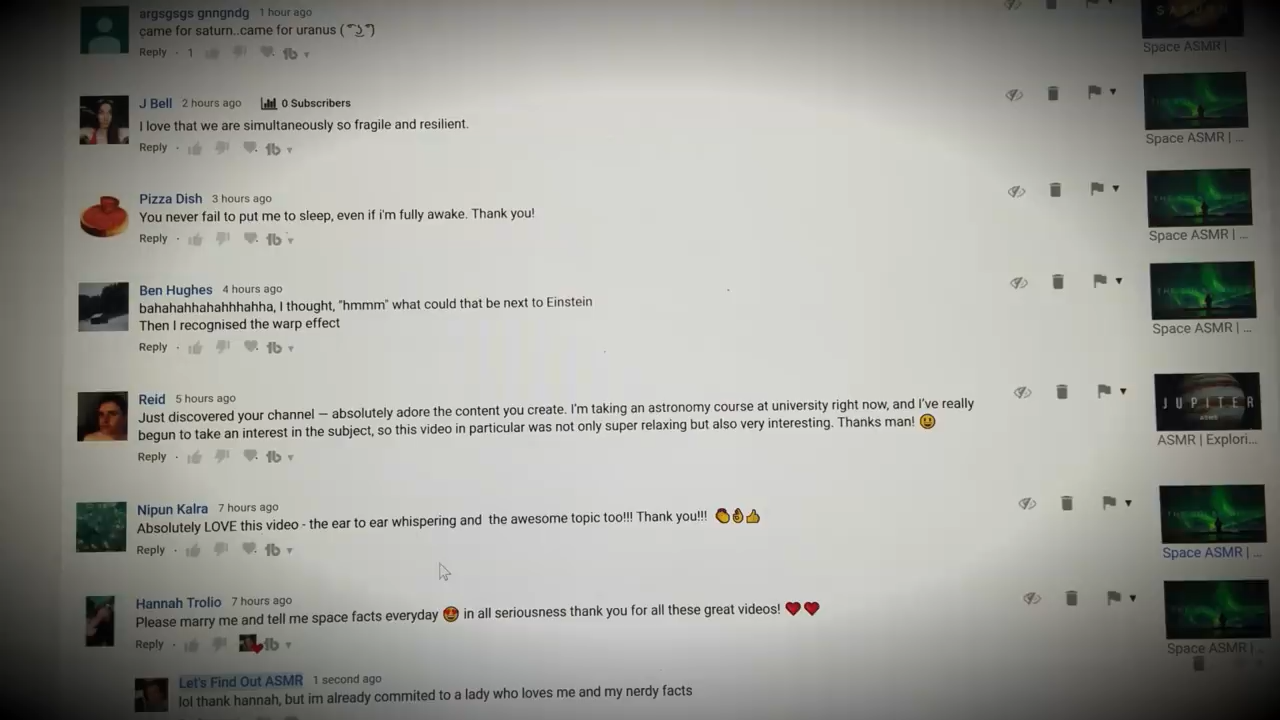 argsgsgs gnngndg 1 hour ago
came for saturn..came for uranus ( ͡° ͜ʖ ͡°)
Reply · 1
SATURN
Space ASMR | ...
J Bell 2 hours ago 0 Subscribers
I love that we are simultaneously so fragile and resilient.
Reply ·
Space ASMR | ...
Pizza Dish 3 hours ago
You never fail to put me to sleep, even if i'm fully awake. Thank you!
Reply ·
Space ASMR | ...
Ben Hughes 4 hours ago
bahahahhahahhhahha, I thought, "hmmm" what could that be next to Einstein
Then I recognised the warp effect
Reply ·
Space ASMR | ...
Reid 5 hours ago
Just discovered your channel — absolutely adore the content you create. I'm taking an astronomy course at university right now, and I've really
begun to take an interest in the subject, so this video in particular was not only super relaxing but also very interesting. Thanks man! 😃
Reply ·
JUPITER
ASMR
ASMR | Explori...
Nipun Kalra 7 hours ago
Absolutely LOVE this video - the ear to ear whispering and the awesome topic too!!! Thank you!!! 👏👌👍
Reply ·
Space ASMR | ...
Hannah Trolio 7 hours ago
Please marry me and tell me space facts everyday 😍 in all seriousness thank you for all these great videos! ❤❤
Reply ·
Space ASMR | ...
Let's Find Out ASMR 1 second ago
lol thank hannah, but im already commited to a lady who loves me and my nerdy facts